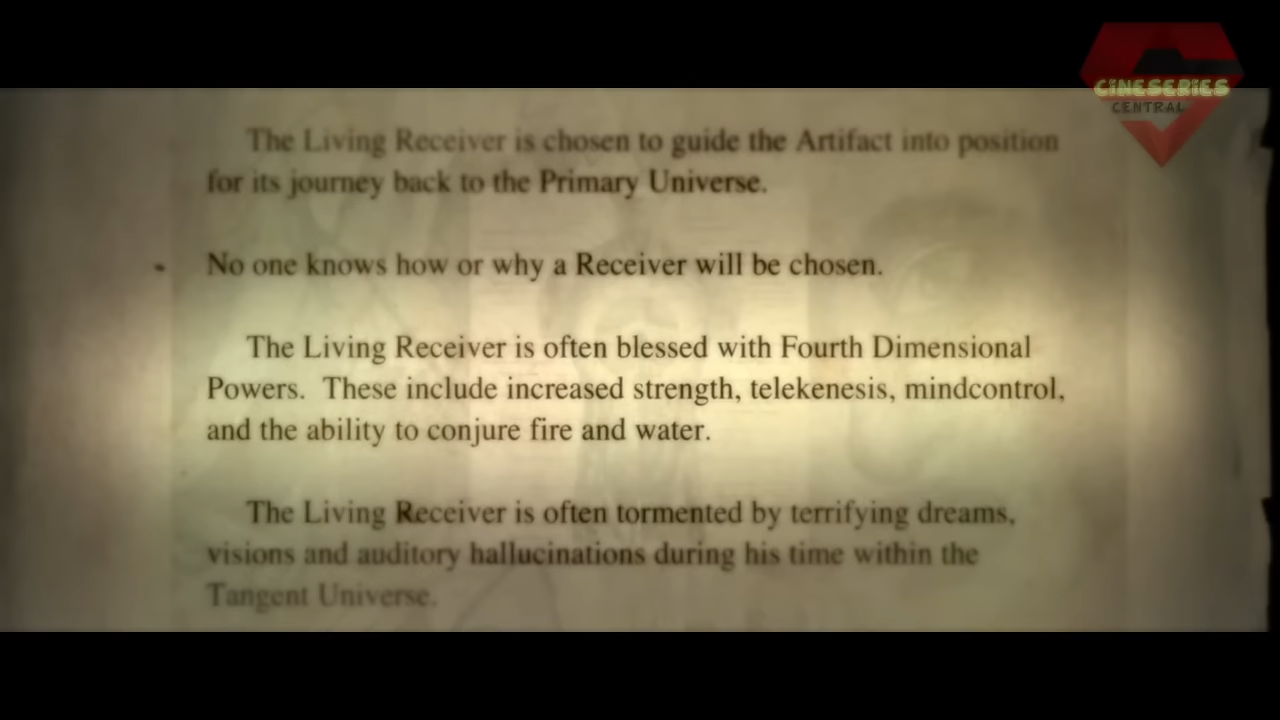 CINESERIES
CENTRAL
The Living Receiver is chosen to guide the Artifact into position
for its journey back to the Primary Universe.
No one knows how or why a Receiver will be chosen.
The Living Receiver is often blessed with Fourth Dimensional
Powers. These include increased strength, telekenesis, mindcontrol,
and the ability to conjure fire and water.
The Living Receiver is often tormented by terrifying dreams,
visions and auditory hallucinations during his time within the
Tangent Universe.